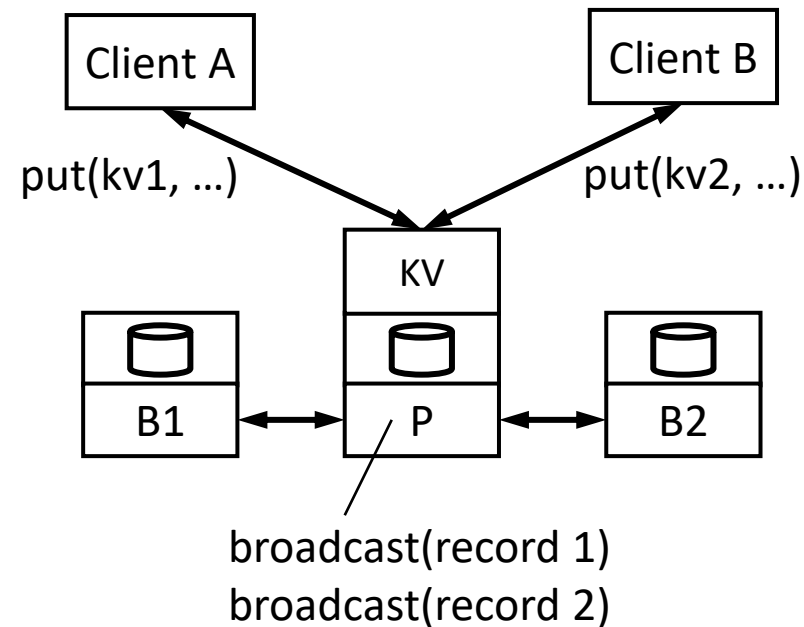 Client A
Client B
put(kv1, …)
put(kv2, …)
KV
B1
P
B2
broadcast(record 1)
broadcast(record 2)